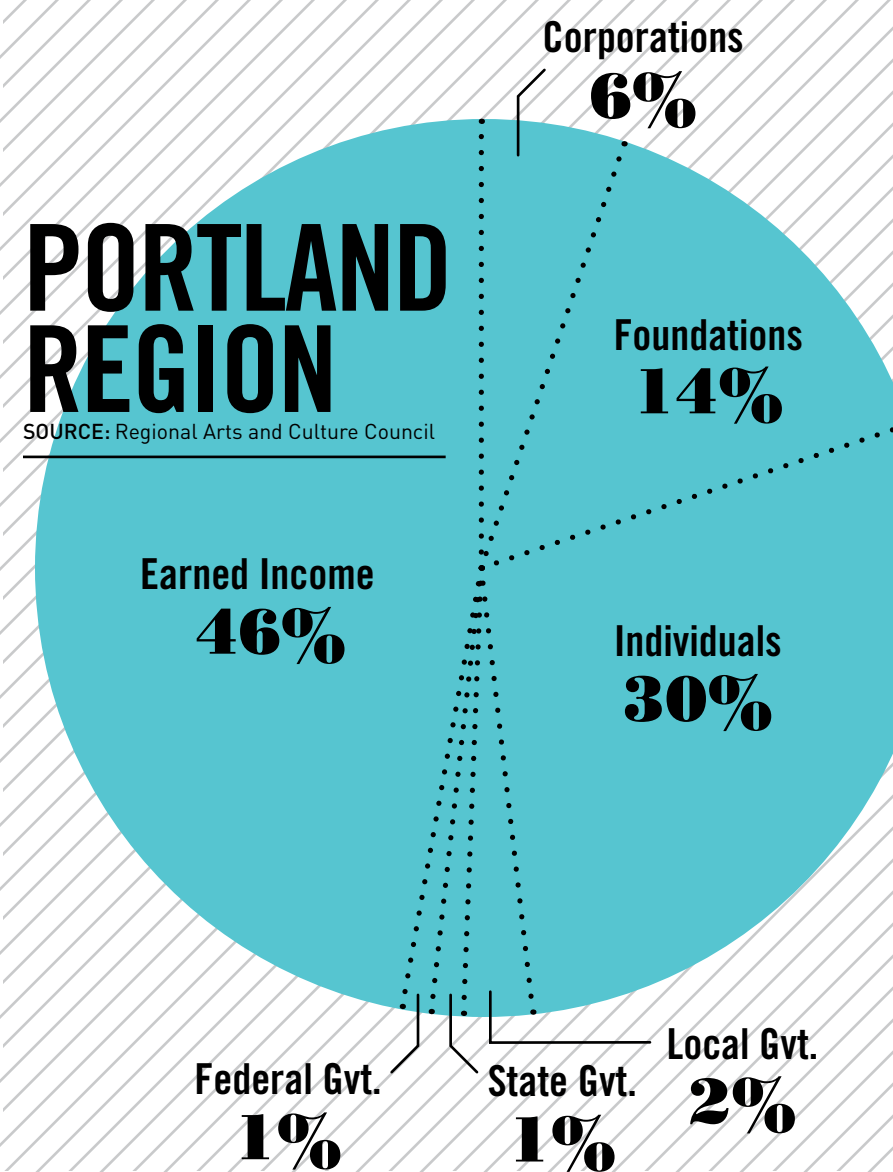 Corporations
6%
PORTLAND
REGION
SOURCE: Regional Arts and Culture Council
Foundations
14%
Earned Income
46%
Individuals
30%
Local Gvt.
2%
Federal Gvt.
1%
State Gvt.
1%